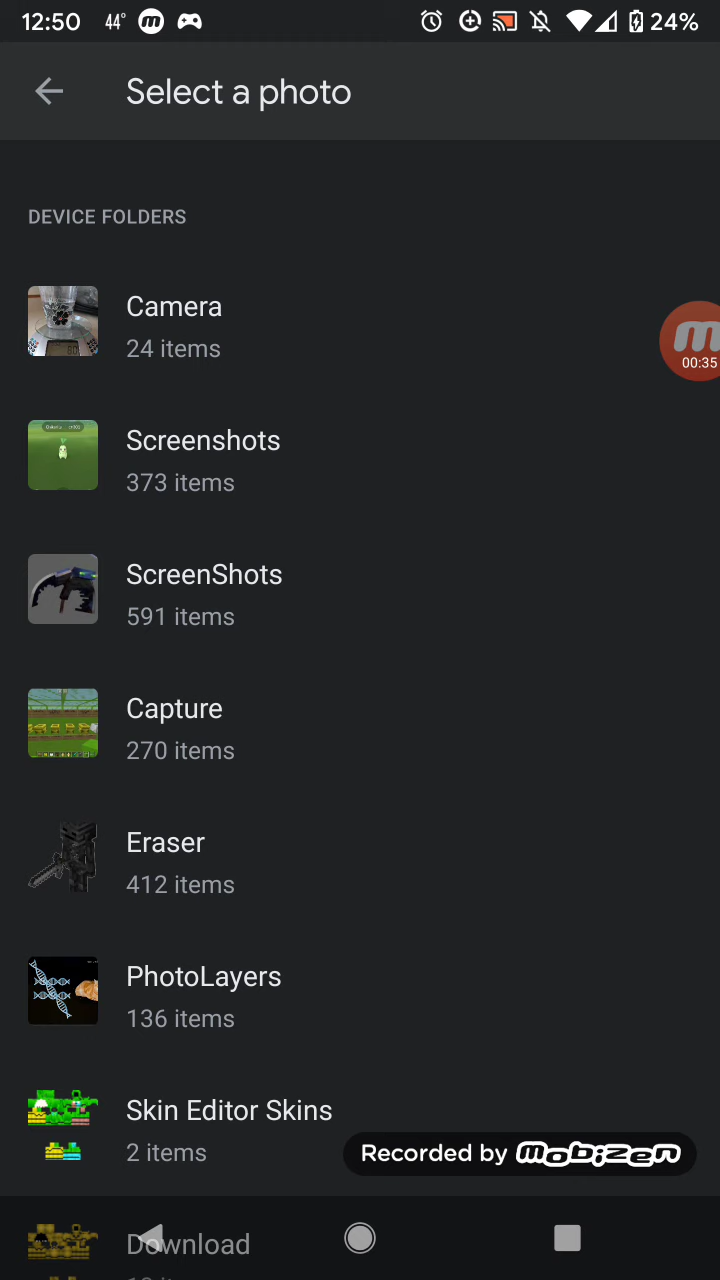 12:50 44° 24%
Select a photo
DEVICE FOLDERS
Camera
24 items
00:35
Screenshots
373 items
ScreenShots
591 items
Capture
270 items
Eraser
412 items
PhotoLayers
136 items
Skin Editor Skins
2 items
Recorded by mobizen
Download